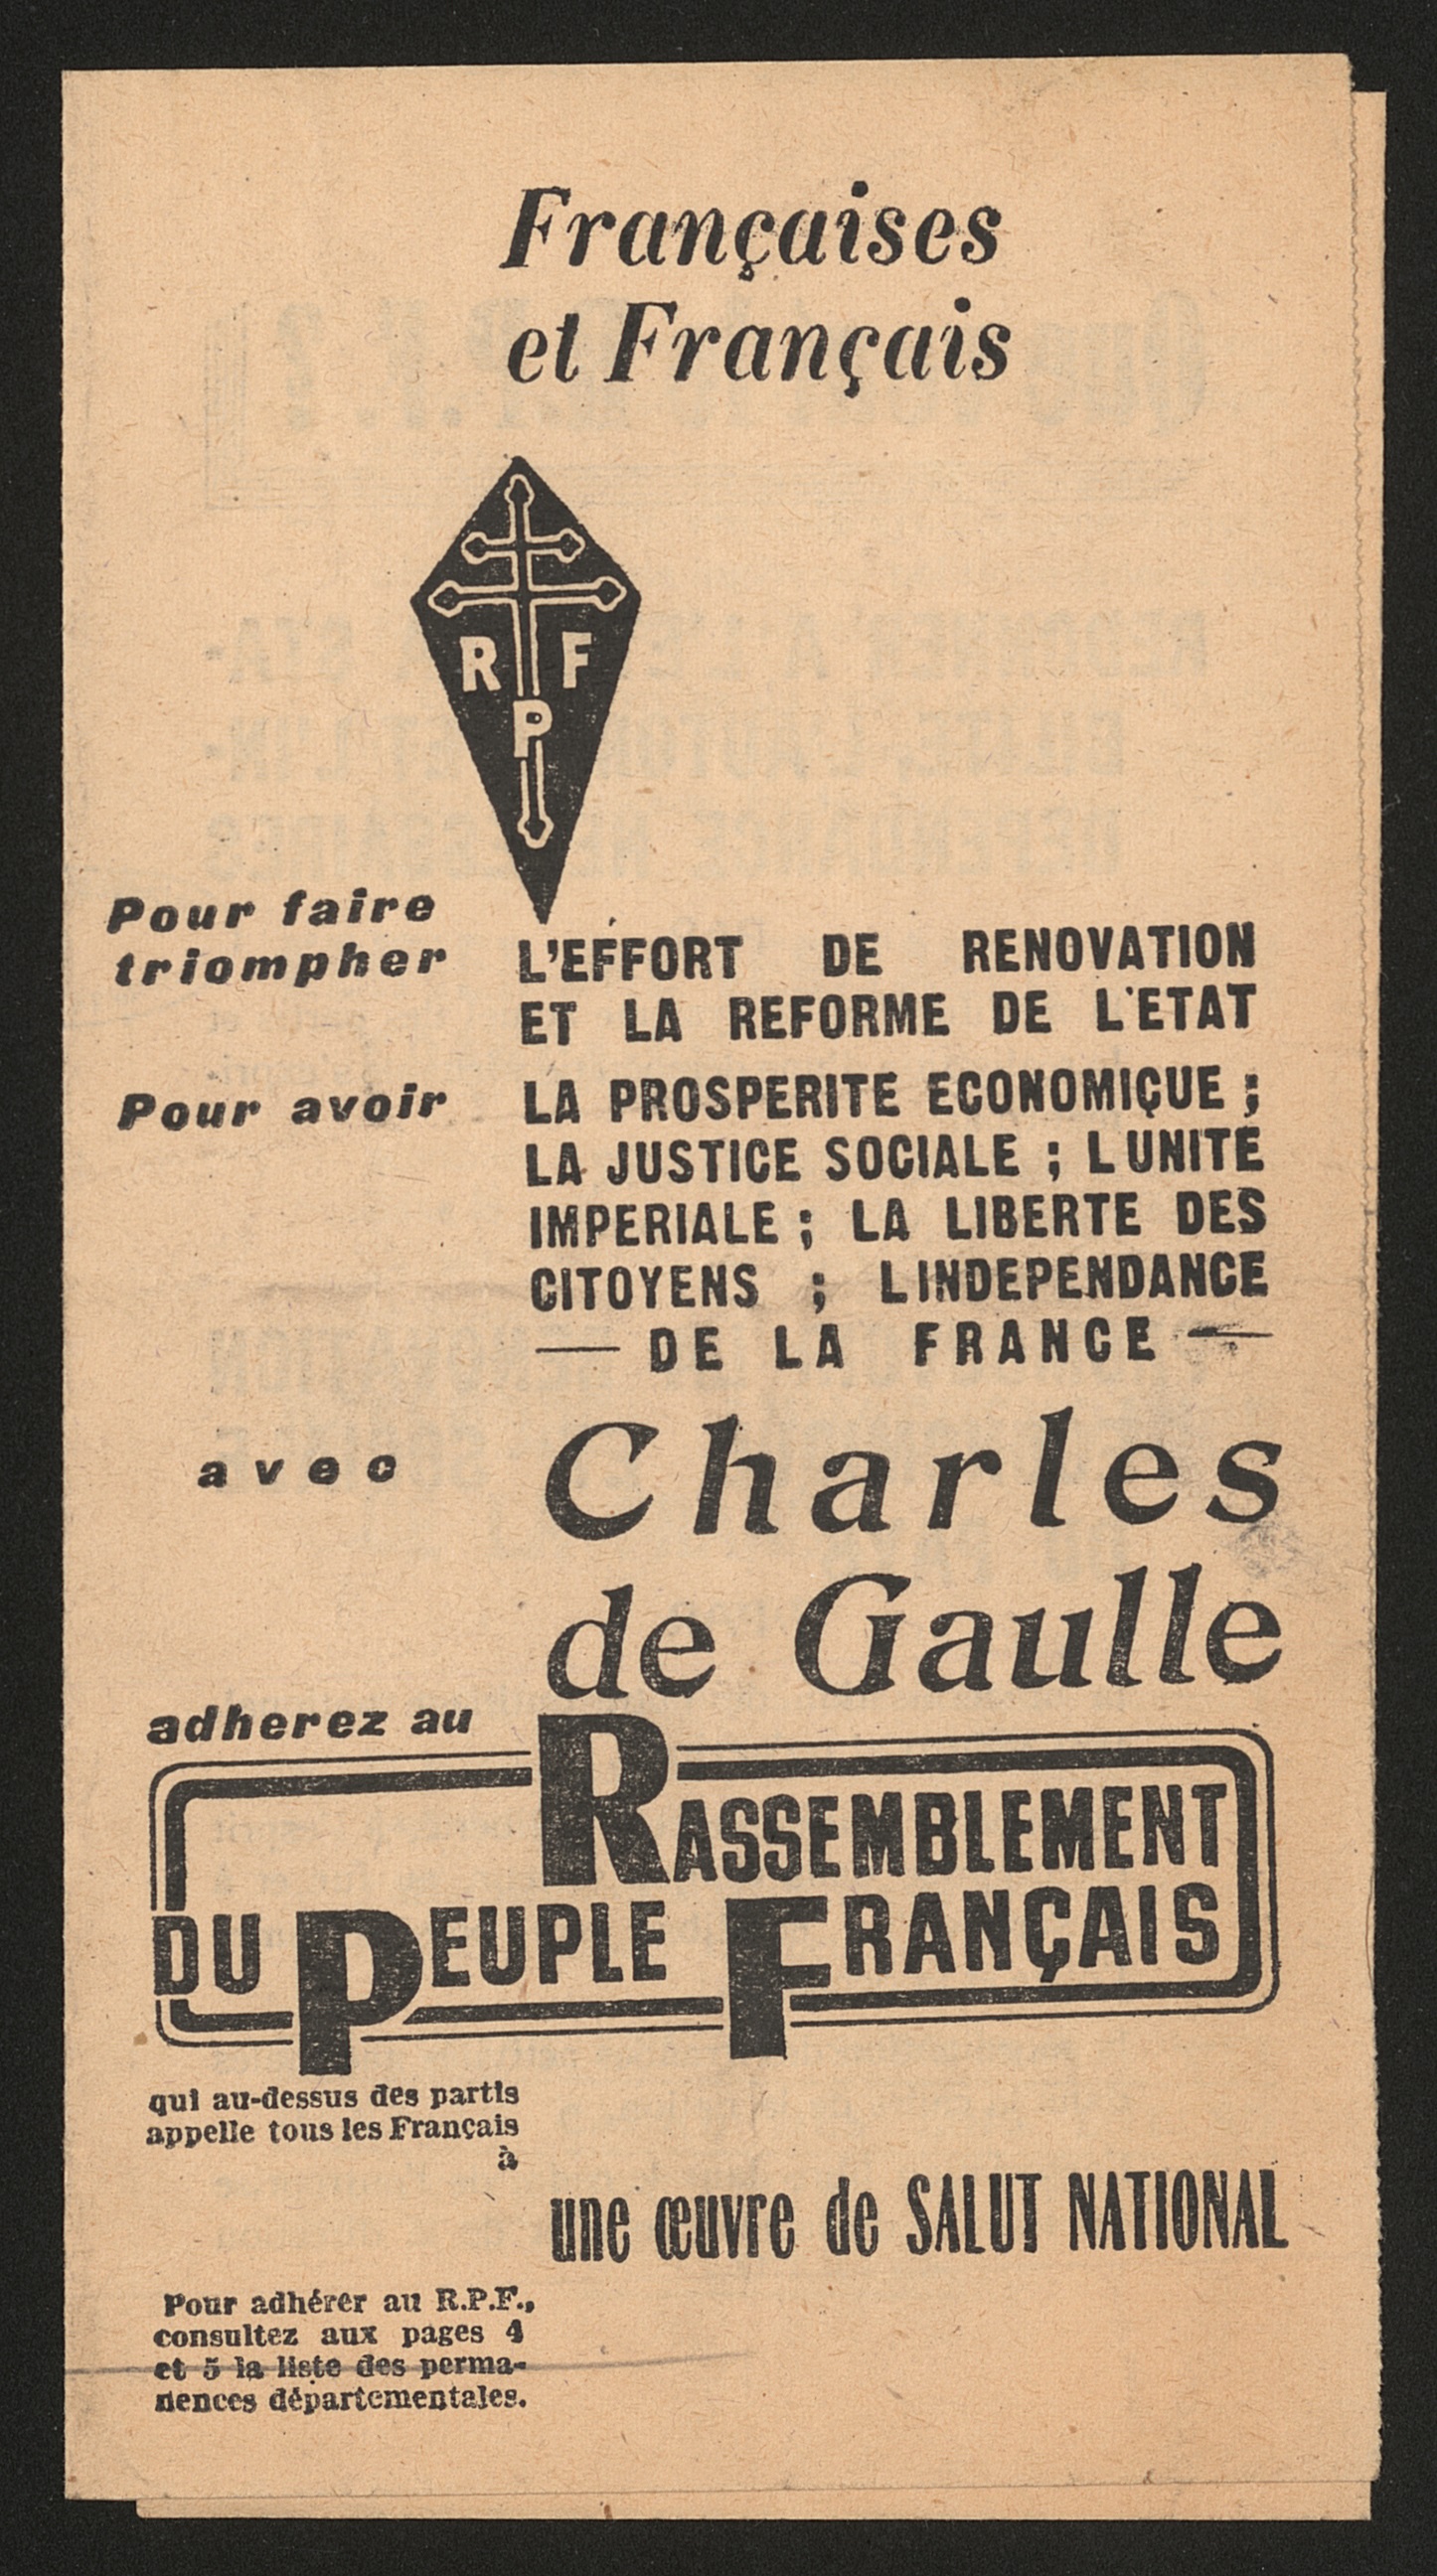 Françaises
et Français
R F
P
Pour faire
triompher
L'EFFORT DE RENOVATION
ET LA REFORME DE L'ETAT
Pour avoir
LA PROSPERITE ECONOMIQUE ;
LA JUSTICE SOCIALE ; L UNITE
IMPERIALE ; LA LIBERTE DES
CITOYENS ; L INDEPENDANCE
— DE LA FRANCE —
avec
Charles
de Gaulle
adherez au
RASSEMBLEMENT
DU PEUPLE FRANÇAIS
qui au-dessus des partis
appelle tous les Français
à
une œuvre de SALUT NATIONAL
Pour adhérer au R.P.F.,
consultez aux pages 4
et 5 la liste des perma-
nences départementales.